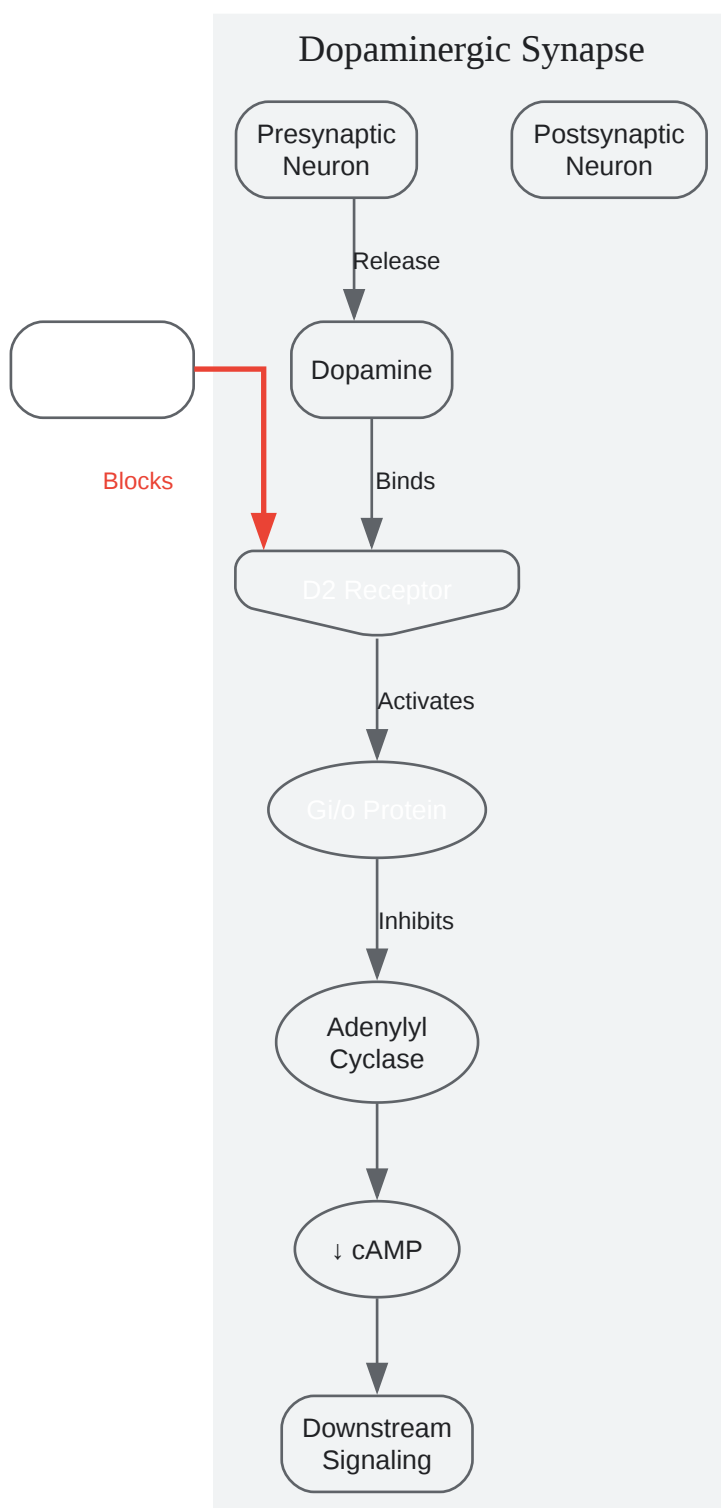 Dopaminergic Synapse
Presynaptic
Neuron
Postsynaptic
Neuron
Release
Dopamine
Blocks
Binds
D2 Receptor
Activates
Gi/o Protein
Inhibits
Adenylyl
Cyclase
↓ cAMP
Downstream
Signaling